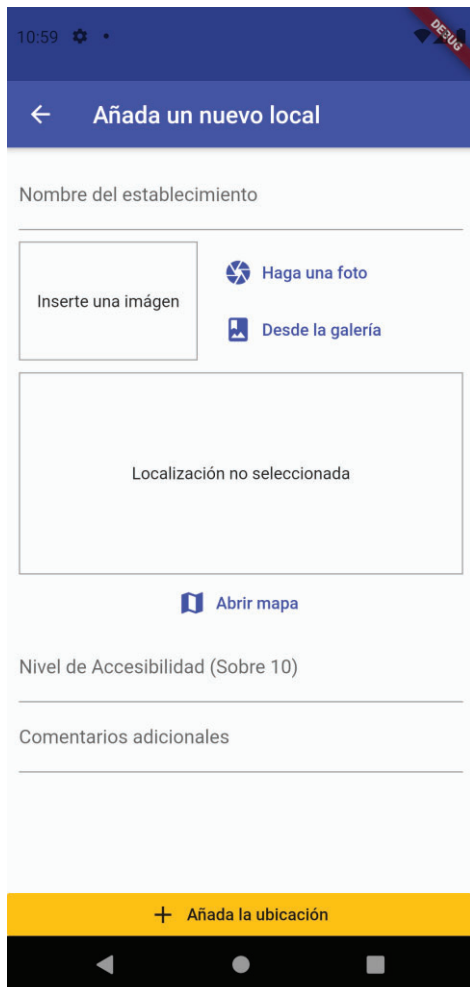 10:59
DEBUG
Añada un nuevo local
Nombre del establecimiento
Inserte una imágen
Haga una foto
Desde la galería
Localización no seleccionada
Abrir mapa
Nivel de Accesibilidad (Sobre 10)
Comentarios adicionales
+ Añada la ubicación